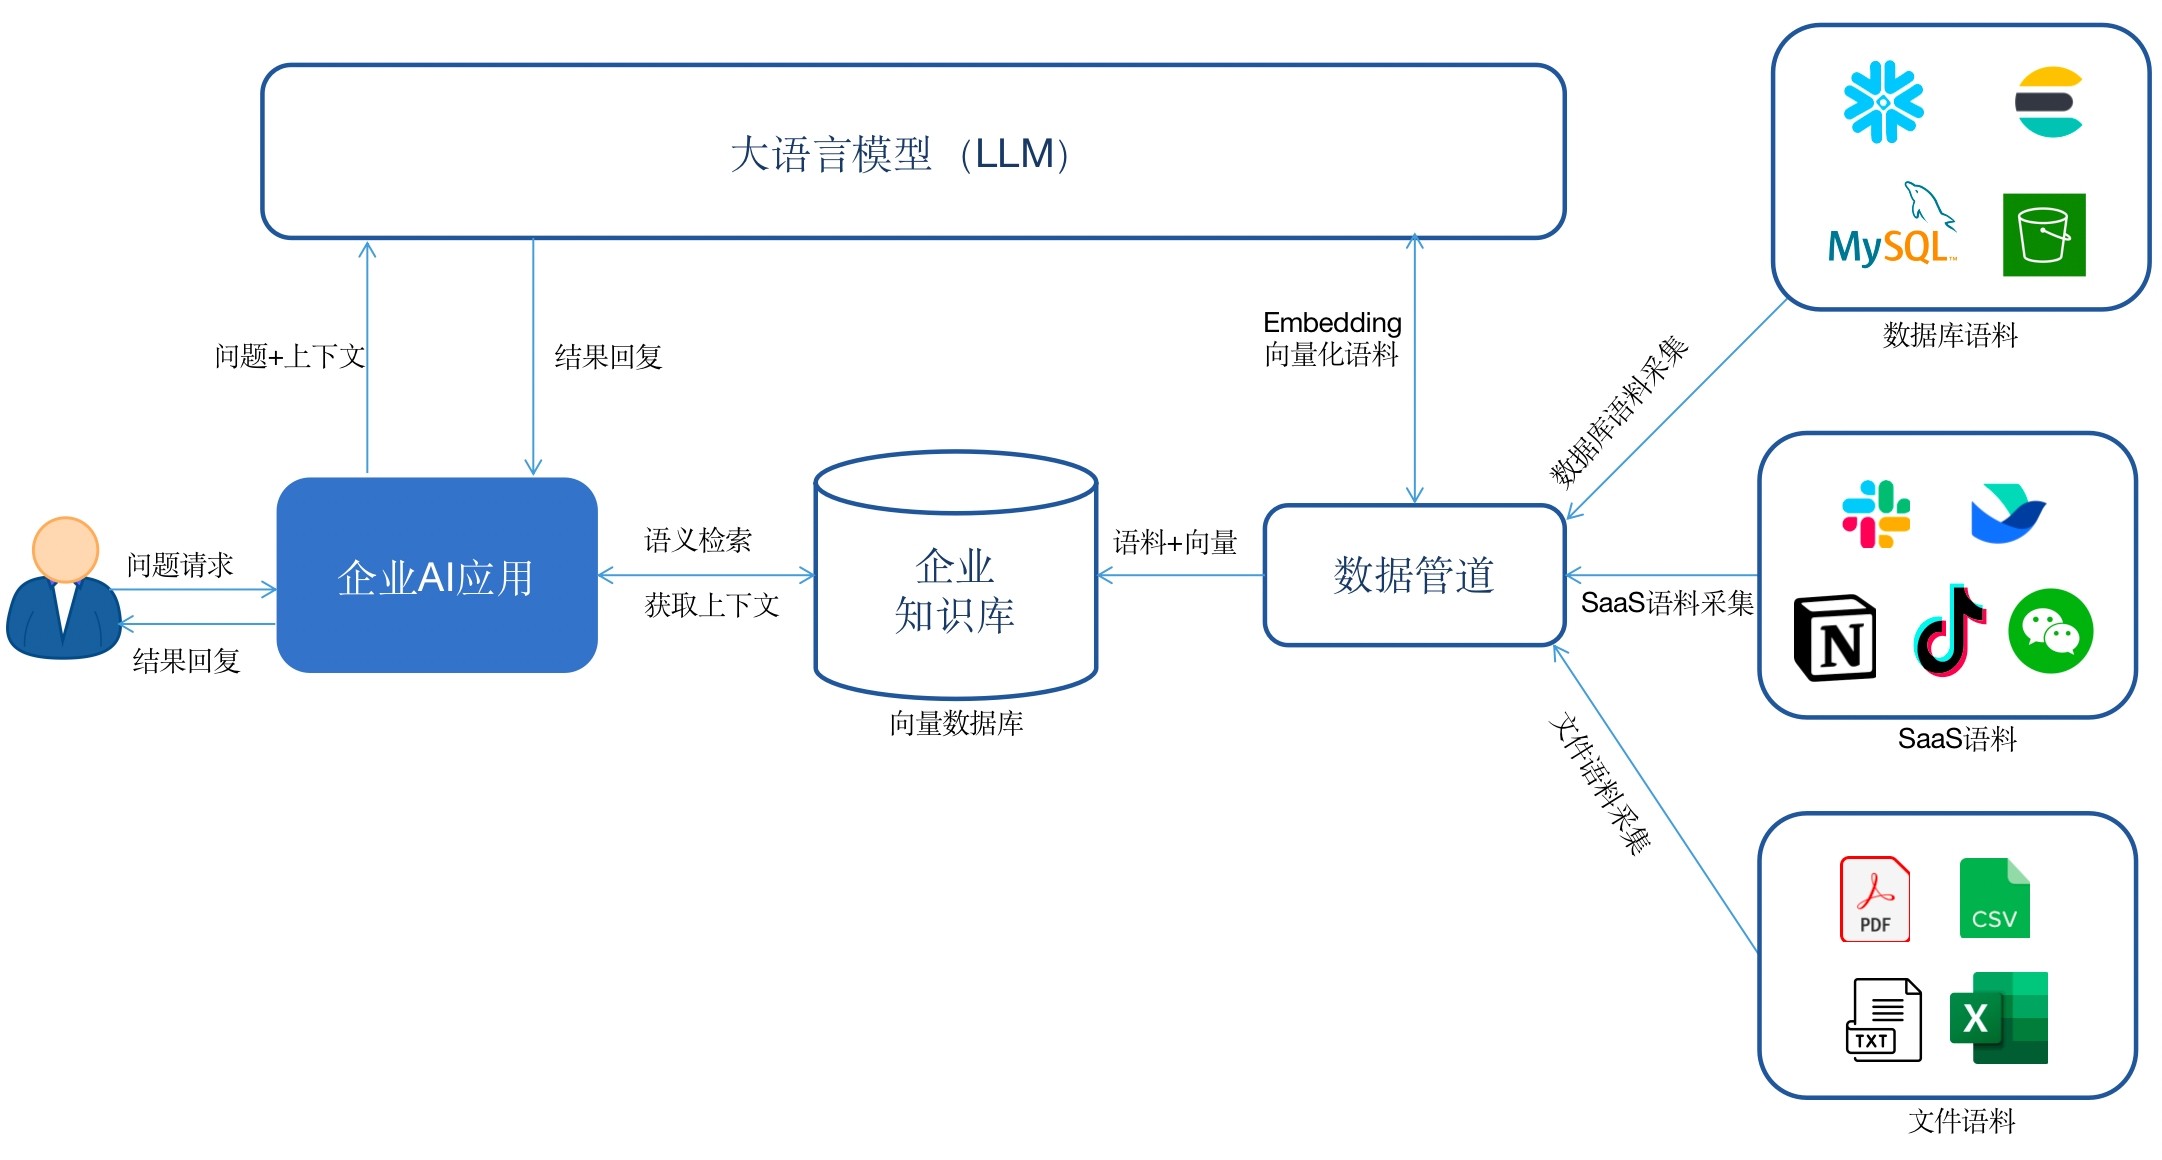 大语言模型（LLM）
MySQL™
数据库语料
问题+上下文
结果回复
Embedding
向量化语料
数据库语料采集
问题请求
结果回复
企业AI应用
语义检索
获取上下文
企业
知识库
向量数据库
语料+向量
数据管道
SaaS语料采集
N
SaaS语料
文件语料采集
PDF
CSV
TXT
X
文件语料